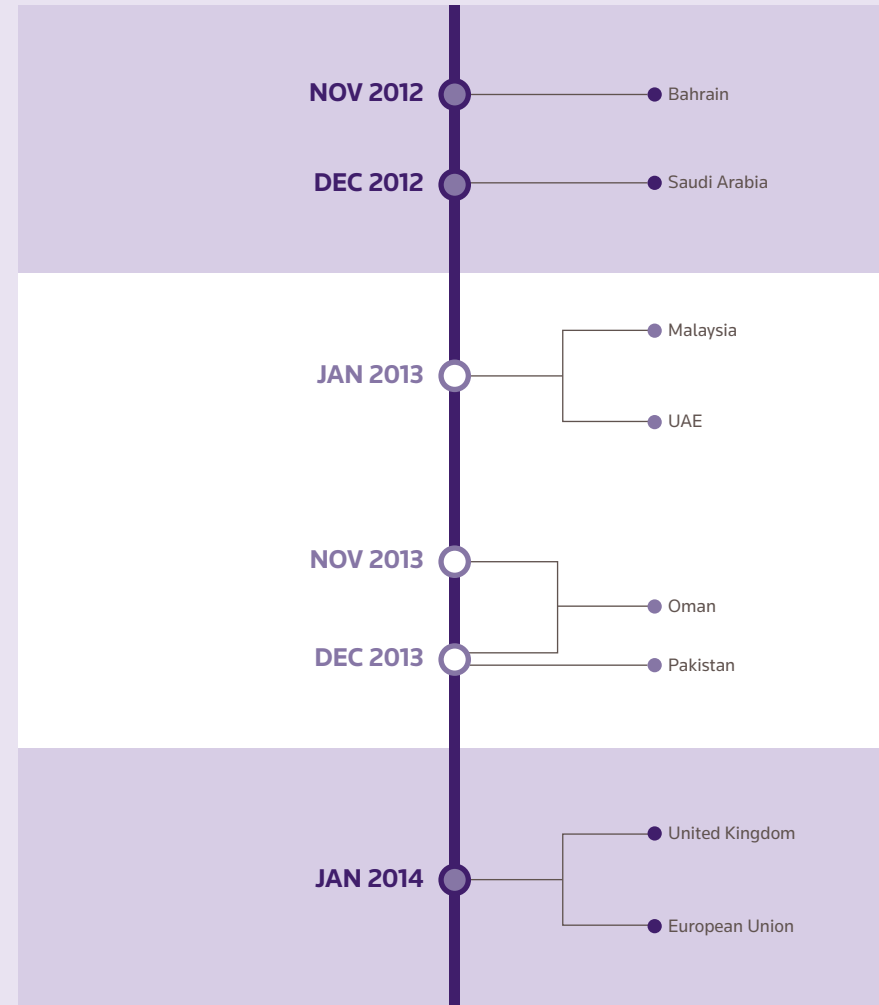 NOV 2012
Bahrain
DEC 2012
Saudi Arabia
Malaysia
JAN 2013
UAE
NOV 2013
Oman
DEC 2013
Pakistan
United Kingdom
JAN 2014
European Union